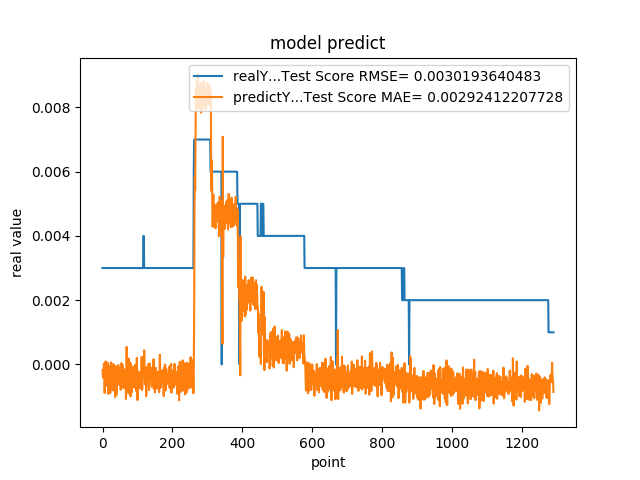 model predict
realY...Test Score RMSE= 0.0030193640483
predictY...Test Score MAE= 0.00292412207728
0.008
0.006
0.004
0.002
0.000
real value
0 200 400 600 800 1000 1200
point